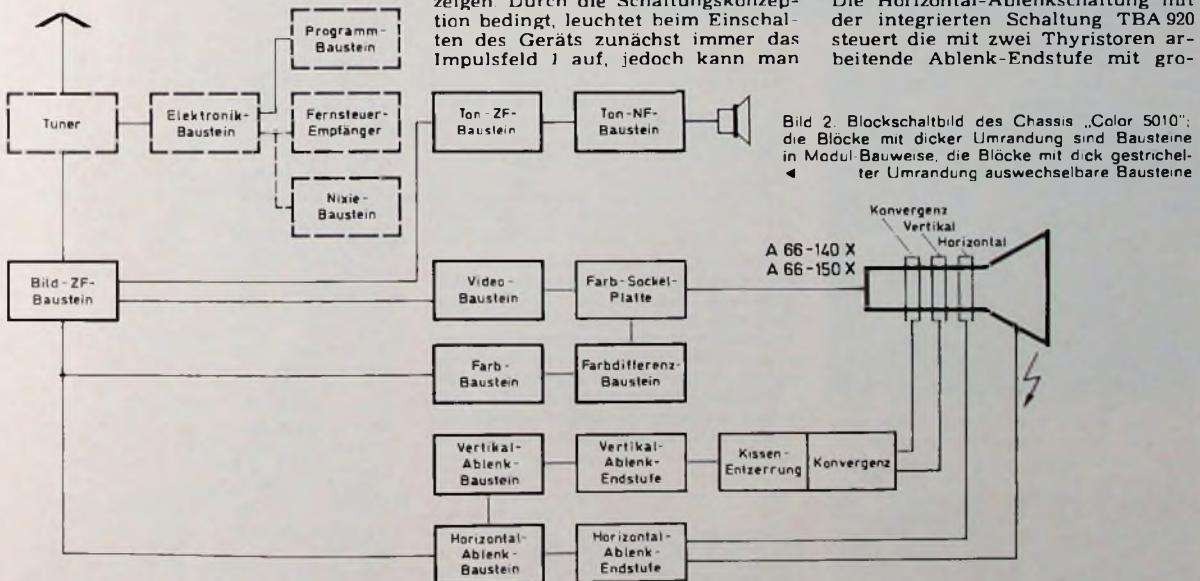 zeigen. Durch die Schaltungskonzep-
tion bedingt, leuchtet beim Einschal-
ten des Geräts zunächst immer das
Impulsfeld 1 auf, jedoch kann man
Die Horizontal-Ablenkschaltung mit
der integrierten Schaltung TBA 920
steuert die mit zwei Thyristoren ar-
beitende Ablenk-Endstufe mit gro-
Bild 2. Blockschaltbild des Chassis „Color 5010";
die Blöcke mit dicker Umrandung sind Bausteine
in Modul-Bauweise, die Blöcke mit dick gestrichel-
◄ ter Umrandung auswechselbare Bausteine
Programm-
Baustein
Tuner
Elektronik-
Baustein
Fernsteuer-
Empfänger
Nixie-
Baustein
Ton-ZF-
Baustein
Ton-NF-
Baustein
Konvergenz
Vertikal
Horizontal
A 66-140 X
A 66-150 X
Bild-ZF-
Baustein
Video-
Baustein
Farb-Sockel-
Platte
Farb-
Baustein
Farbdifferenz-
Baustein
Vertikal-
Ablenk-
Baustein
Vertikal-
Ablenk-
Endstufe
Kissen-
Entzerrung
Konvergenz
Horizontal-
Ablenk-
Baustein
Horizontal-
Ablenk-
Endstufe